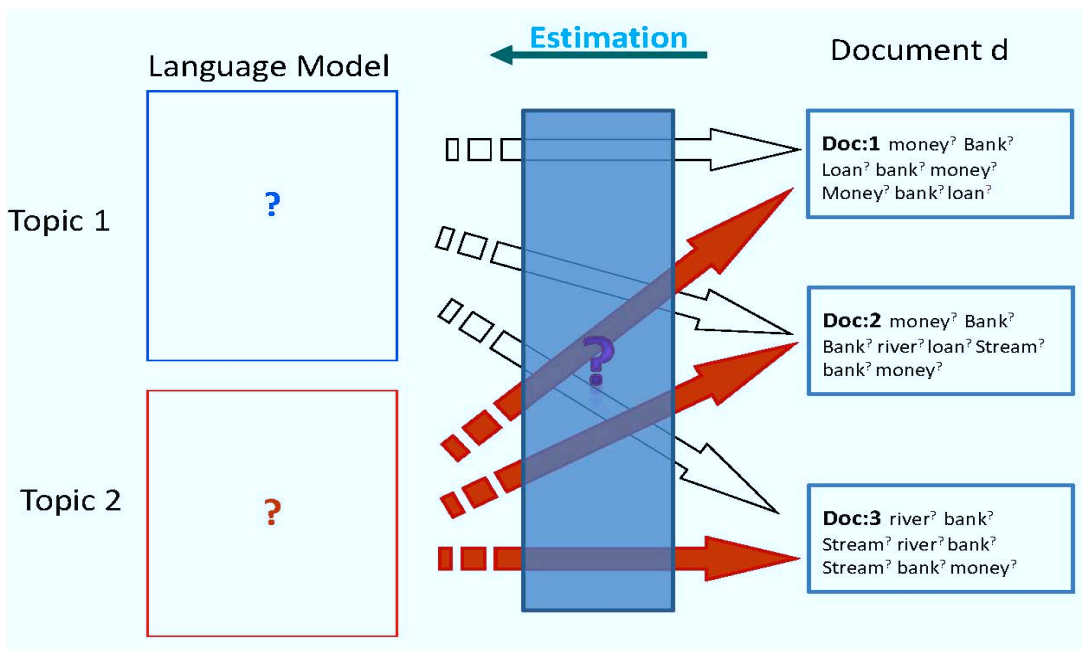 Estimation
Document d
Language Model
Topic 1
?
Topic 2
?
?
Doc:1 money? Bank?
Loan? bank? money?
Money? bank? loan?
Doc:2 money? Bank?
Bank? river? loan? Stream?
bank? money?
Doc:3 river? bank?
Stream? river? bank?
Stream? bank? money?